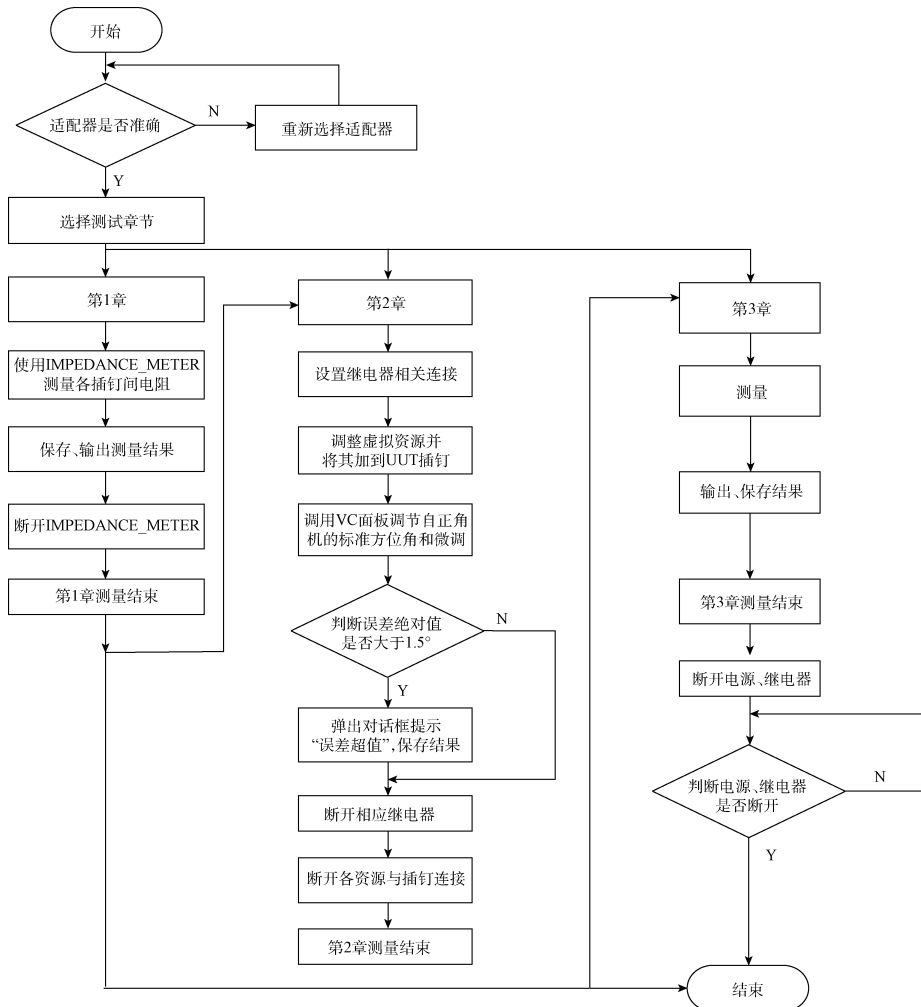 开始
适配器是否准确
N
重新选择适配器
Y
选择测试章节
第1章
使用IMPEDANCE_METER
测量各插钉间电阻
保存、输出测量结果
断开IMPEDANCE_METER
第1章测量结束
第2章
设置继电器相关连接
调整虚拟资源并
将其加到UUT插钉
调用VC面板调节自正角
机的标准方位角和微调
判断误差绝对值
是否大于1.5°
N
Y
弹出对话框提示
“误差超值”,保存结果
断开相应继电器
断开各资源与插钉连接
第2章测量结束
第3章
测量
输出、保存结果
第3章测量结束
断开电源、继电器
判断电源、继电器
是否断开
N
Y
结束